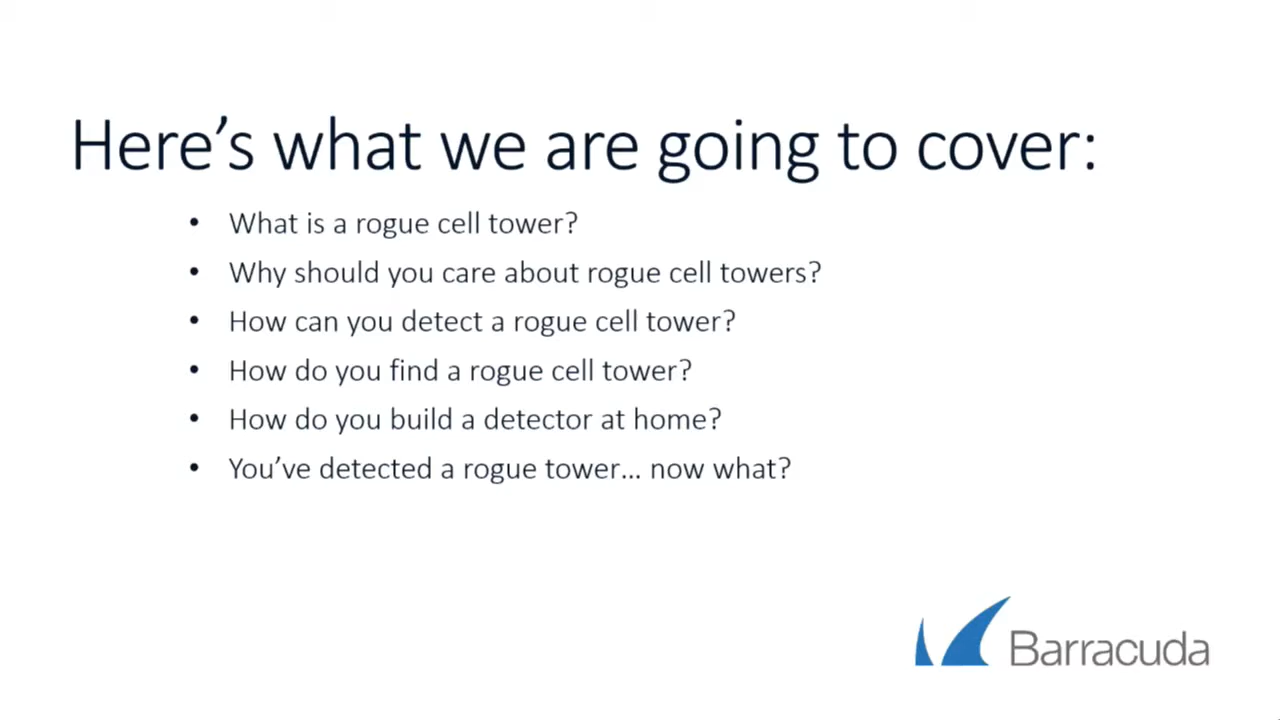 Here’s what we are going to cover:
• What is a rogue cell tower?
• Why should you care about rogue cell towers?
• How can you detect a rogue cell tower?
• How do you find a rogue cell tower?
• How do you build a detector at home?
• You’ve detected a rogue tower... now what?
Barracuda